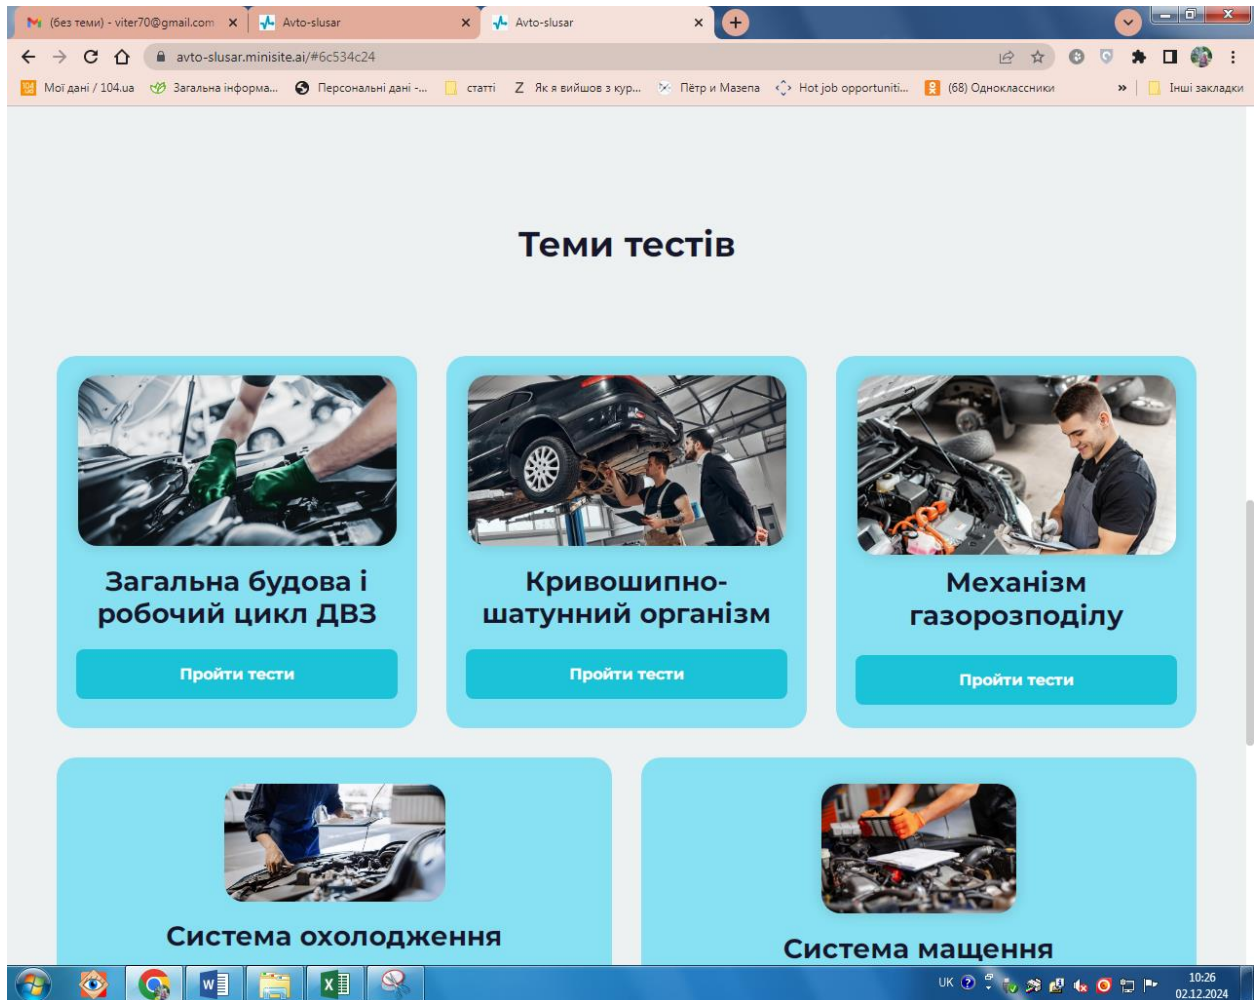 (без теми) - viter70@gmail.com
Avto-slusar
Avto-slusar
avto-slusar.minisite.ai/#6c534c24
Мої дані / 104.ua
Загальна інформа...
Персональні дані -...
статті
Як я вийшов з кур...
Пётр и Мазепа
Hot job opportuniti...
(68) Одноклассники
»
Інші закладки
Теми тестів
Загальна будова і
робочий цикл ДВЗ
Пройти тести
Кривошипно-
шатунний організм
Пройти тести
Механізм
газорозподілу
Пройти тести
Система охолодження
Система мащення
UK
10:26
02.12.2024